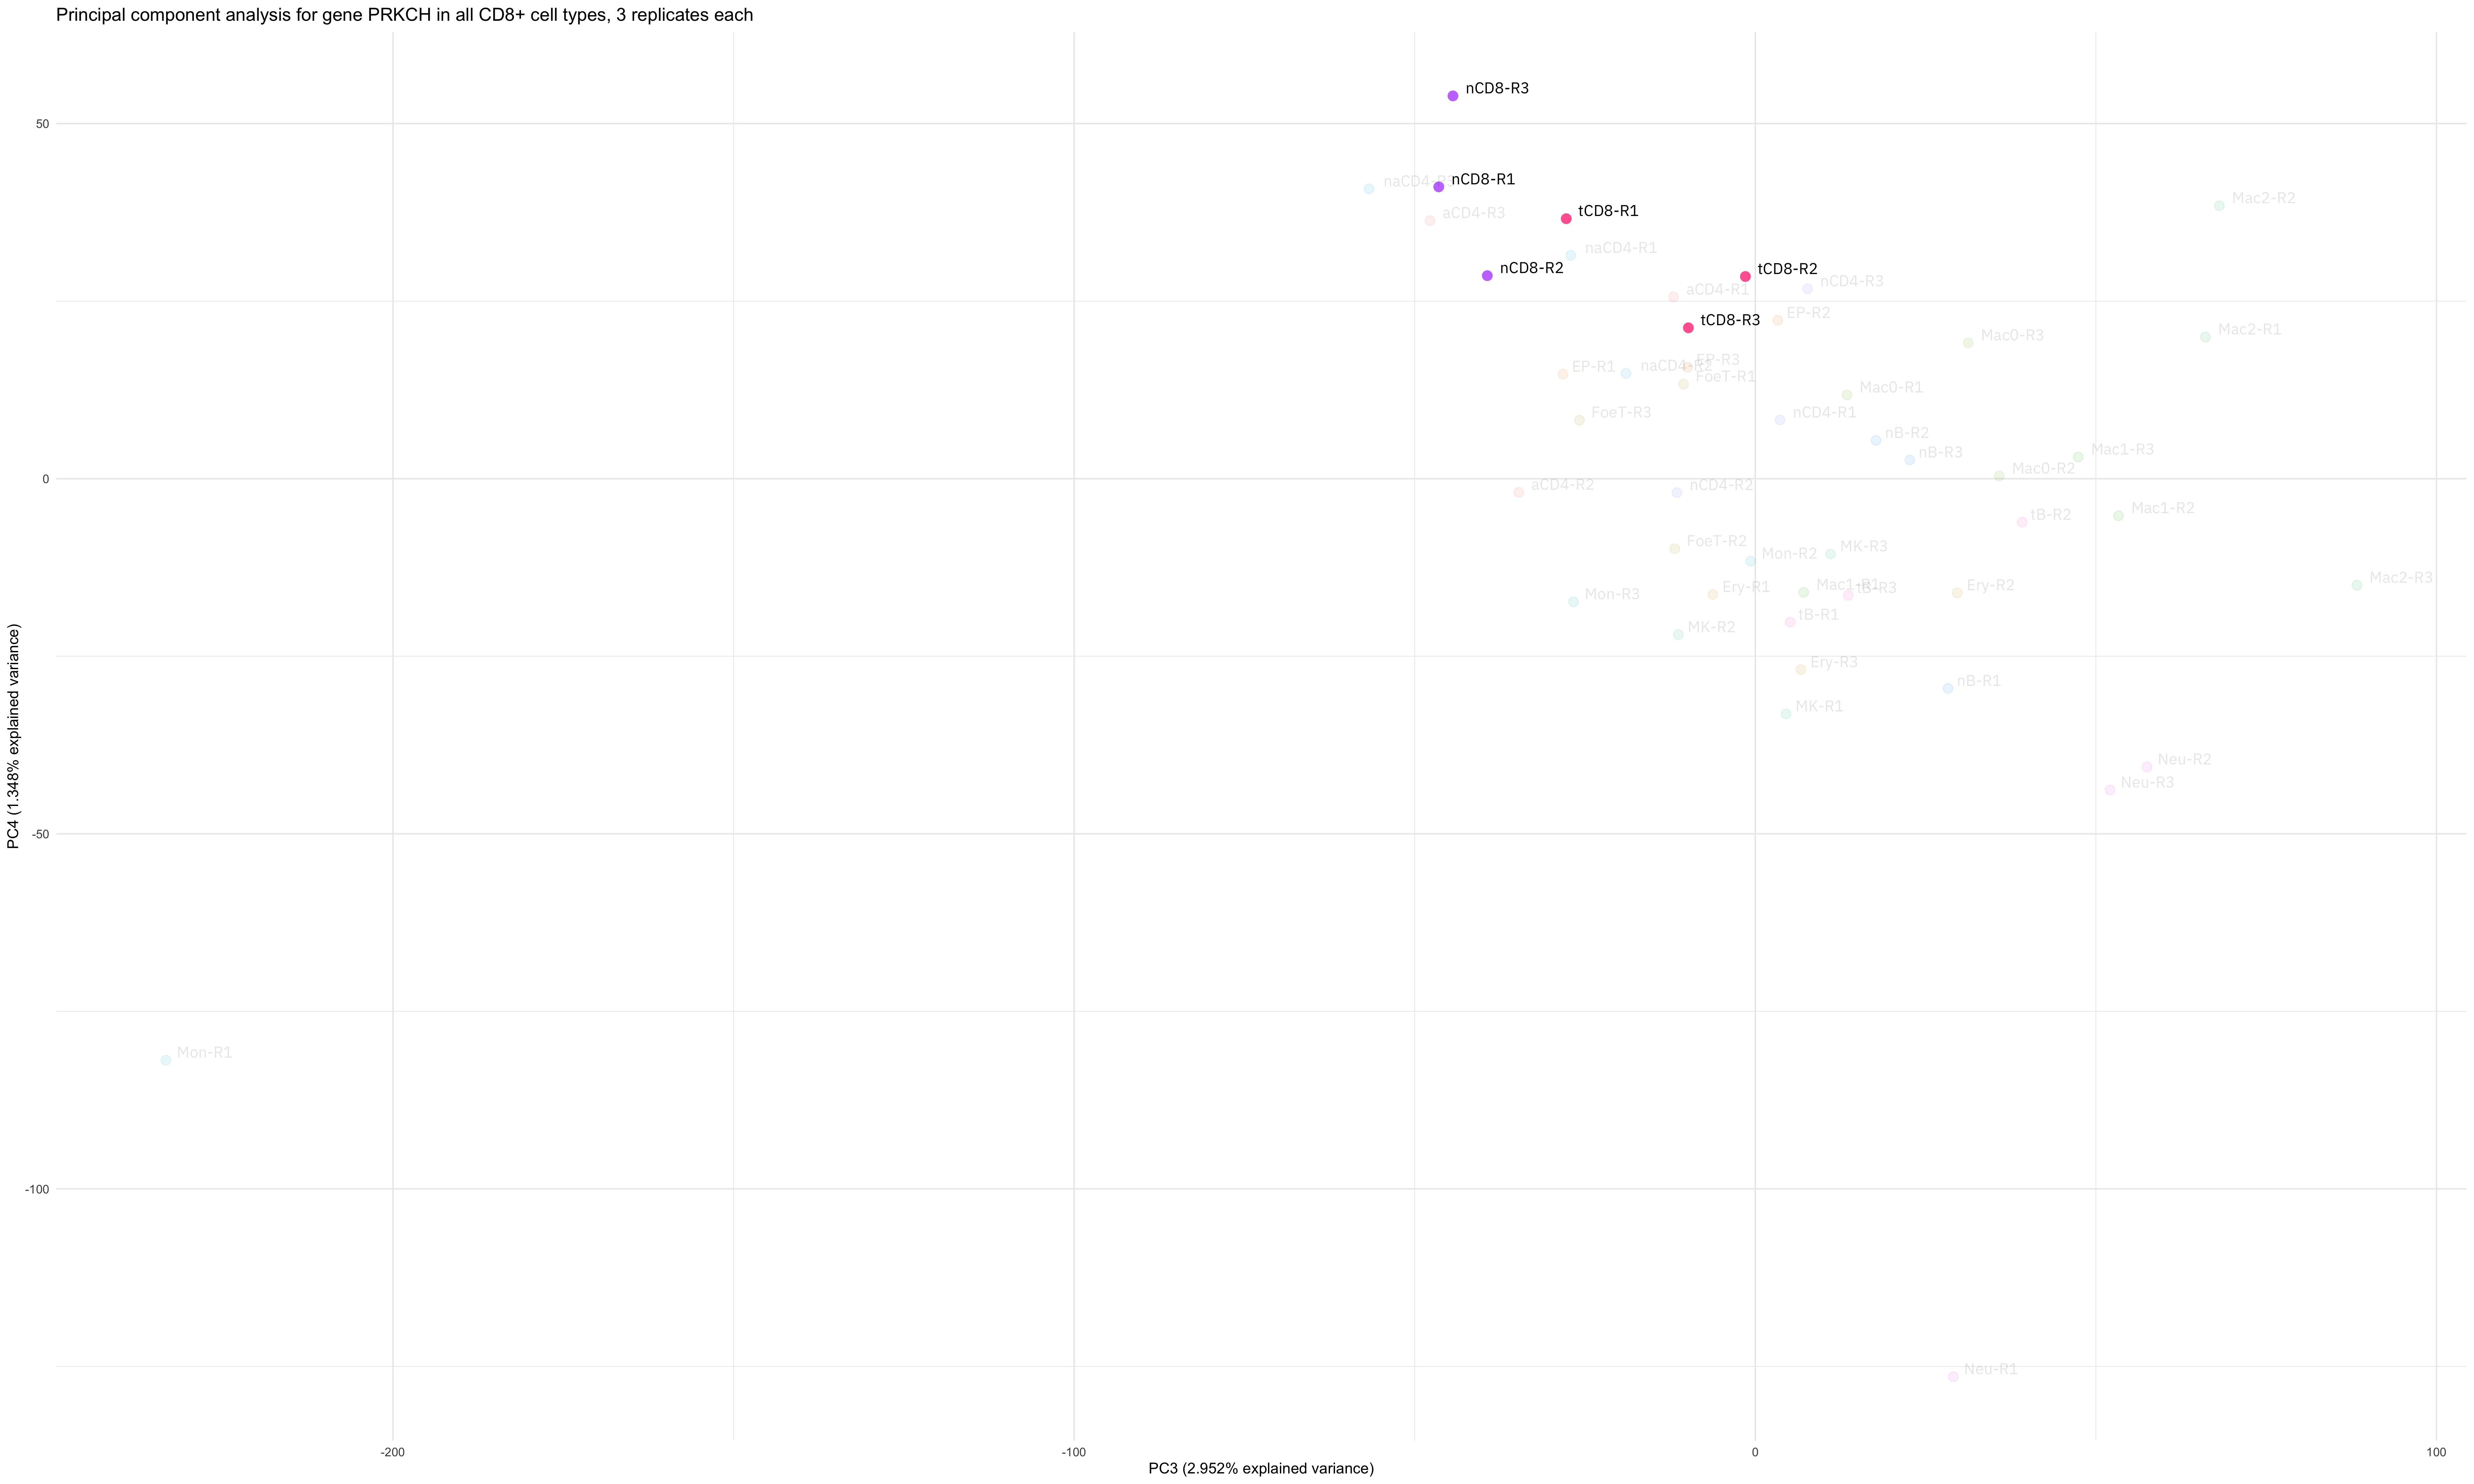 Principal component analysis for gene PRKCH in all CD8+ cell types, 3 replicates each
nCD8-R3
50
naCD4-R3
nCD8-R1
Mac2-R2
aCD4-R3
tCD8-R1
naCD4-R1
nCD8-R2
tCD8-R2
nCD4-R3
aCD4-R1
EP-R2
tCD8-R3
Mac2-R1
Mac0-R3
EP-R3
EP-R1
naCD4-R2
FoeT-R1
Mac0-R1
FoeT-R3
nCD4-R1
nB-R2
nB-R3
Mac1-R3
Mac0-R2
0
aCD4-R2
nCD4-R2
Mac1-R2
tB-R2
FoeT-R2
MK-R3
Mon-R2
Mac2-R3
Mac1-R1
Ery-R2
Ery-R1
tB-R3
Mon-R3
tB-R1
MK-R2
Ery-R3
nB-R1
MK-R1
Neu-R2
Neu-R3
-50
PC4 (1.348% explained variance)
Mon-R1
-100
Neu-R1
-200
-100
0
100
PC3 (2.952% explained variance)